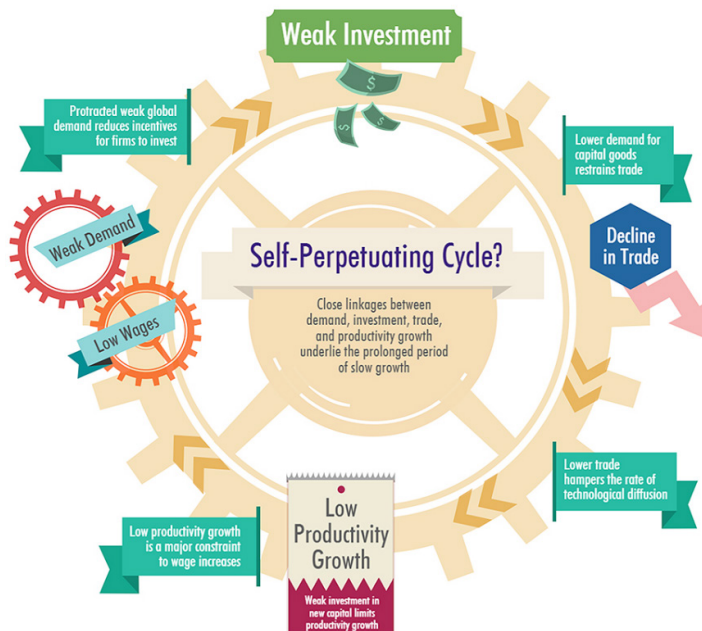 Weak Investment
$
$
$
Protracted weak global
demand reduces incentives
for firms to invest
Lower demand for
capital goods
restrains trade
Weak Demand
Low Wages
Self-Perpetuating Cycle?
Close linkages between
demand, investment, trade,
and productivity growth
underlie the prolonged period
of slow growth
Decline
in Trade
Lower trade
hampers the rate of
technological diffusion
Low
Productivity
Growth
Weak investment in
new capital limits
productivity growth
Low productivity growth
is a major constraint
to wage increases